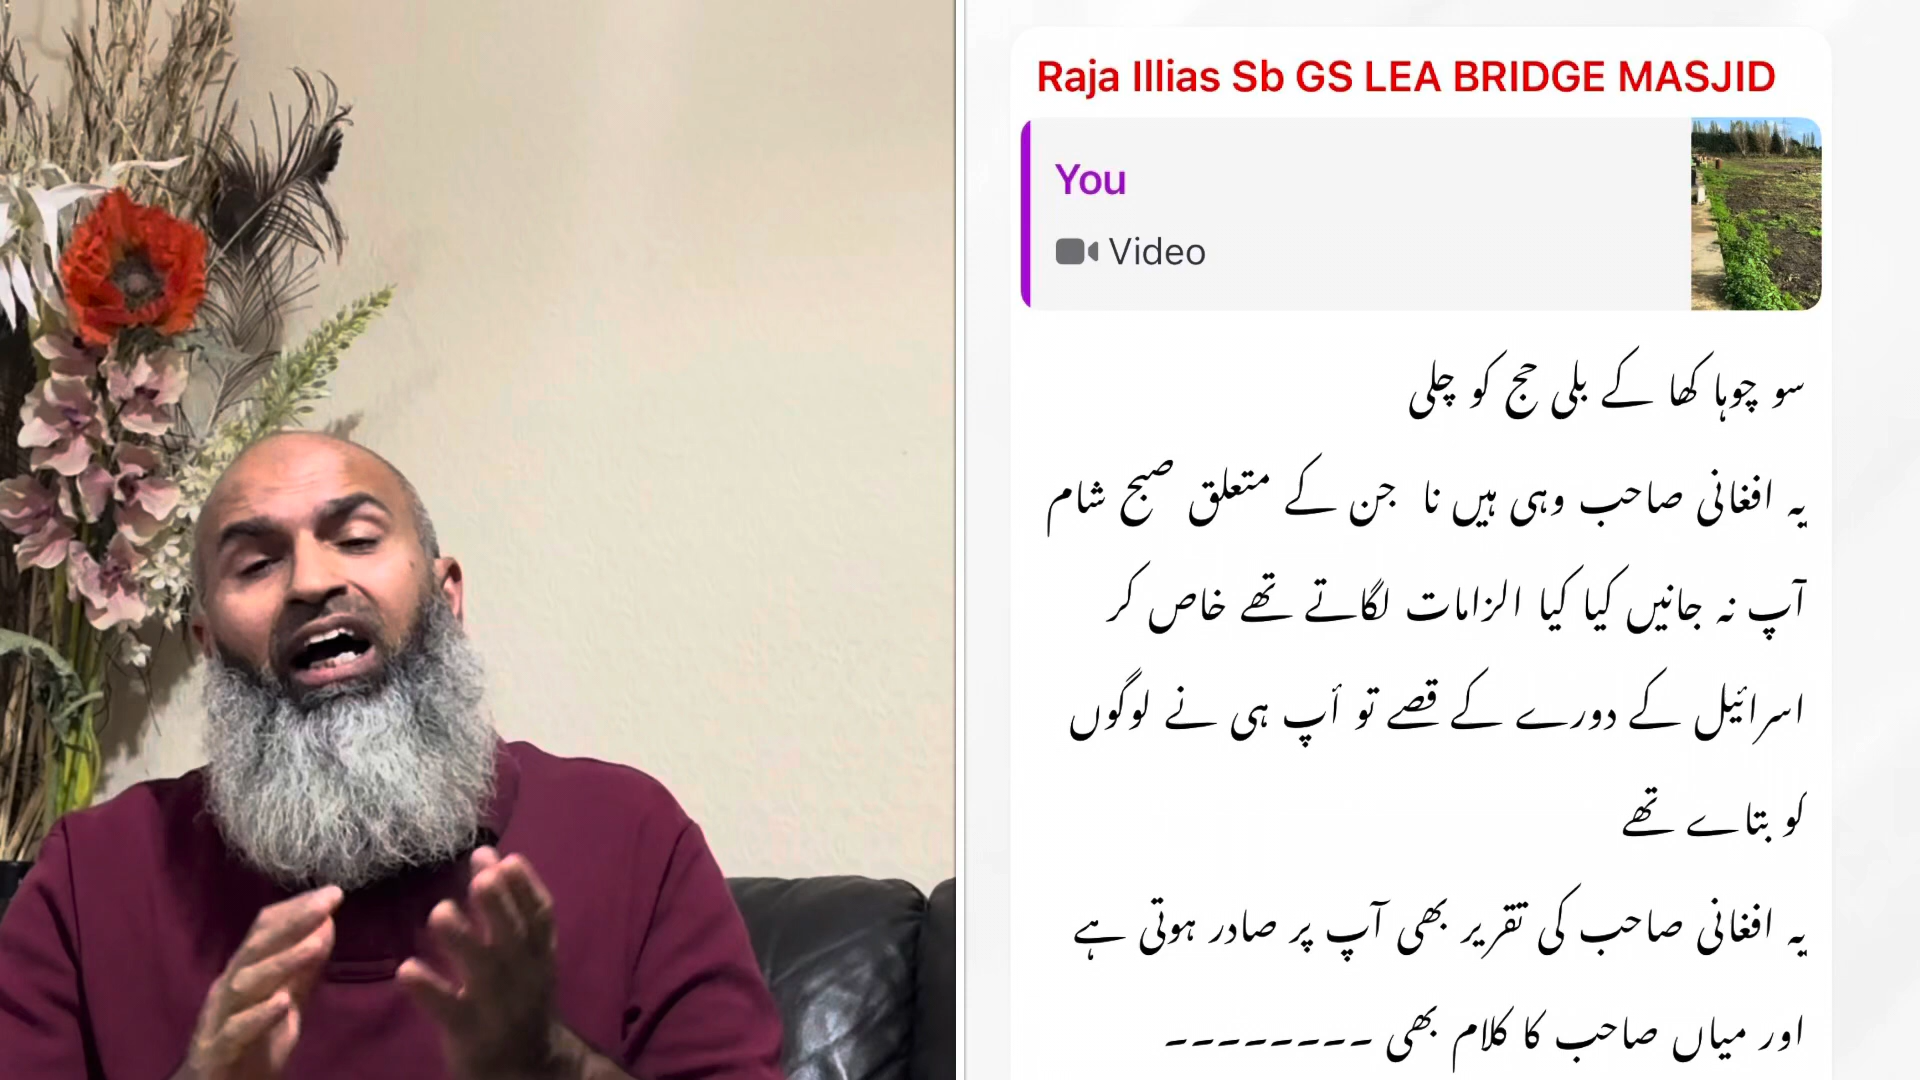 Raja Illias Sb GS LEA BRIDGE MASJID
You
Video
سو چوہا کھا کے بلی حج کو چلی
یہ افغانی صاحب وہی ہیں نا جن کے متعلق صبح شام
آپ نہ جانیں کیا کیا الزامات لگاتے تھے خاص کر
اسرائیل کے دورے کے قصے تو أپ ہی نے لوگوں
کو بتاے تھے
یہ افغانی صاحب کی تقریر بھی آپ پر صادر ہوتی ہے
اور میاں صاحب کا کلام بھی ---------